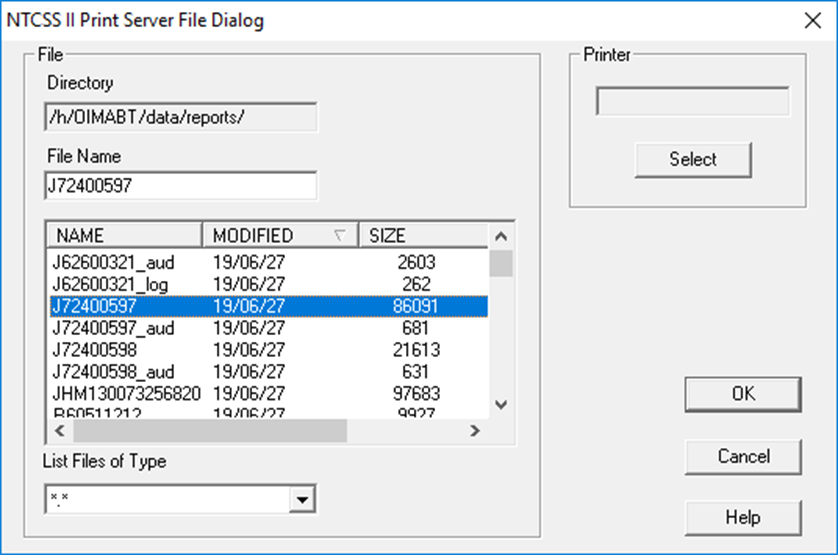 NTCSS II Print Server File Dialog
File
Directory
/h/OIMABT/data/reports/
File Name
J72400597
NAME MODIFIED SIZE
J62600321_aud 19/06/27 2603
J62600321_log 19/06/27 262
J72400597 19/06/27 86091
J72400597_aud 19/06/27 681
J72400598 19/06/27 21613
J72400598_aud 19/06/27 631
JHM130073256820 19/06/27 97683
R60511212 19/06/27 9927
List Files of Type
*.*
Printer
Select
OK
Cancel
Help